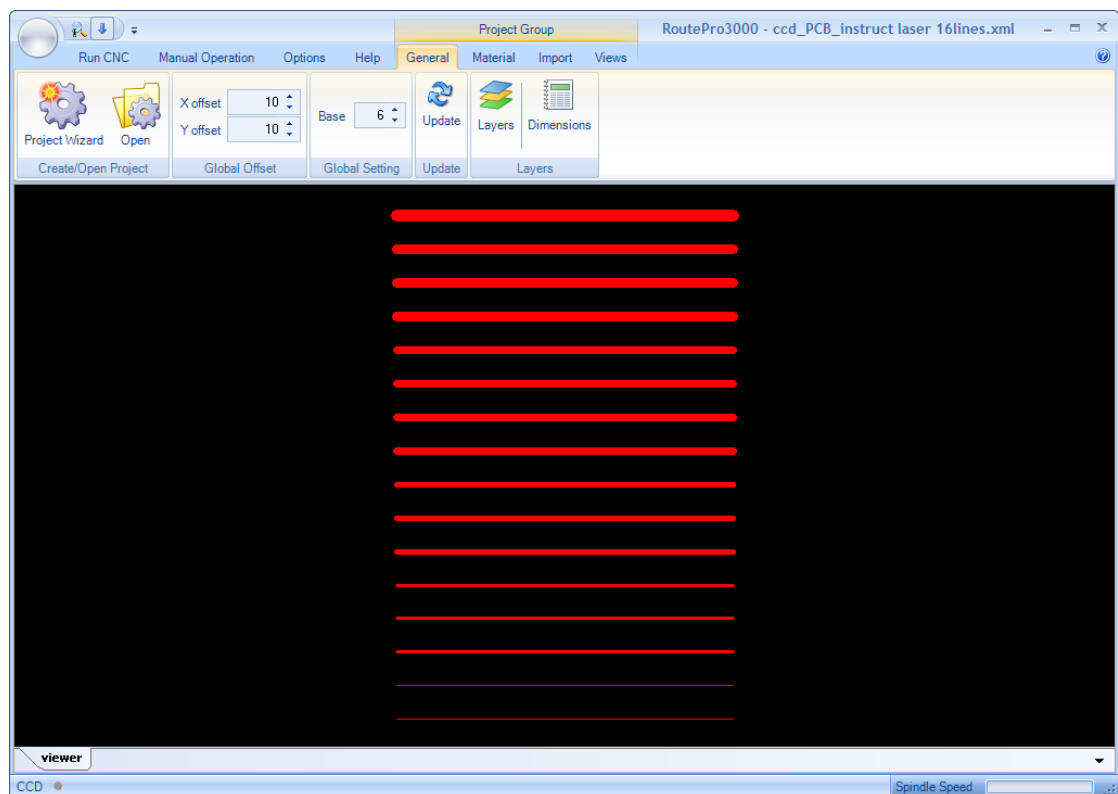 Project Group
RoutePro3000 - ccd_PCB_instruct laser 16lines.xml
Run CNC Manual Operation Options Help General Material Import Views
X offset 10
Y offset 10
Base 6
Project Wizard Open Update Layers Dimensions
Create/Open Project Global Offset Global Setting Update Layers
viewer
CCD Spindle Speed